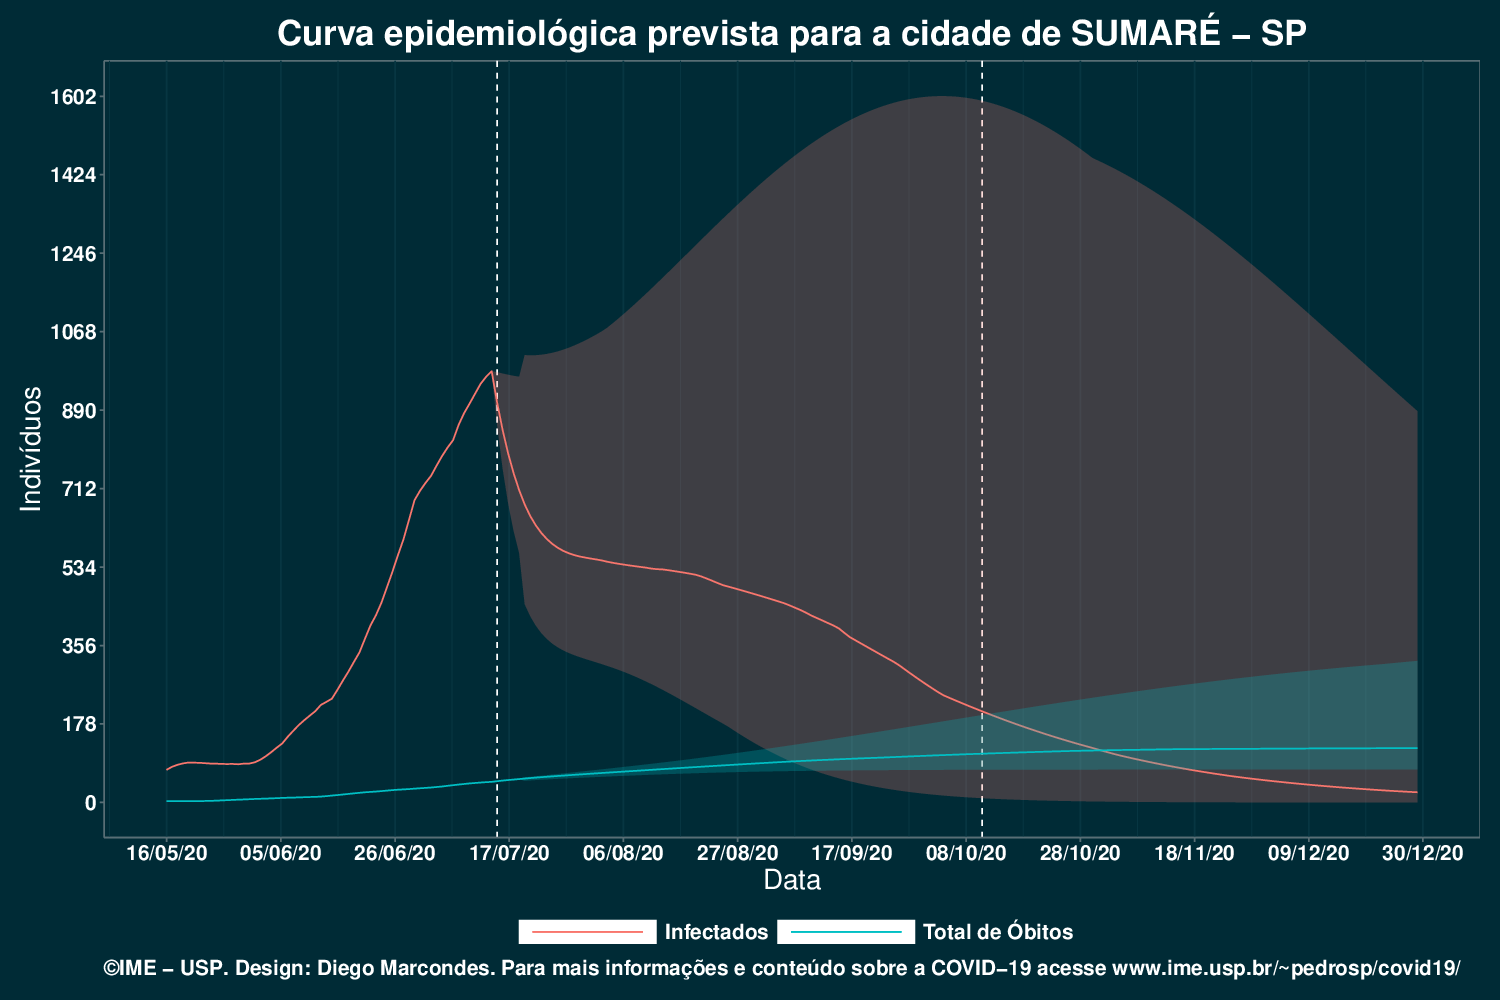 Curva epidemiológica prevista para a cidade de SUMARÉ – SP
1602
1424
1246
1068
890
712
534
356
178
0
Indivíduos
16/05/20 05/06/20 26/06/20 17/07/20 06/08/20 27/08/20 17/09/20 08/10/20 28/10/20 18/11/20 09/12/20 30/12/20
Data
Infectados Total de Óbitos
©IME – USP. Design: Diego Marcondes. Para mais informações e conteúdo sobre a COVID–19 acesse www.ime.usp.br/~pedrosp/covid19/